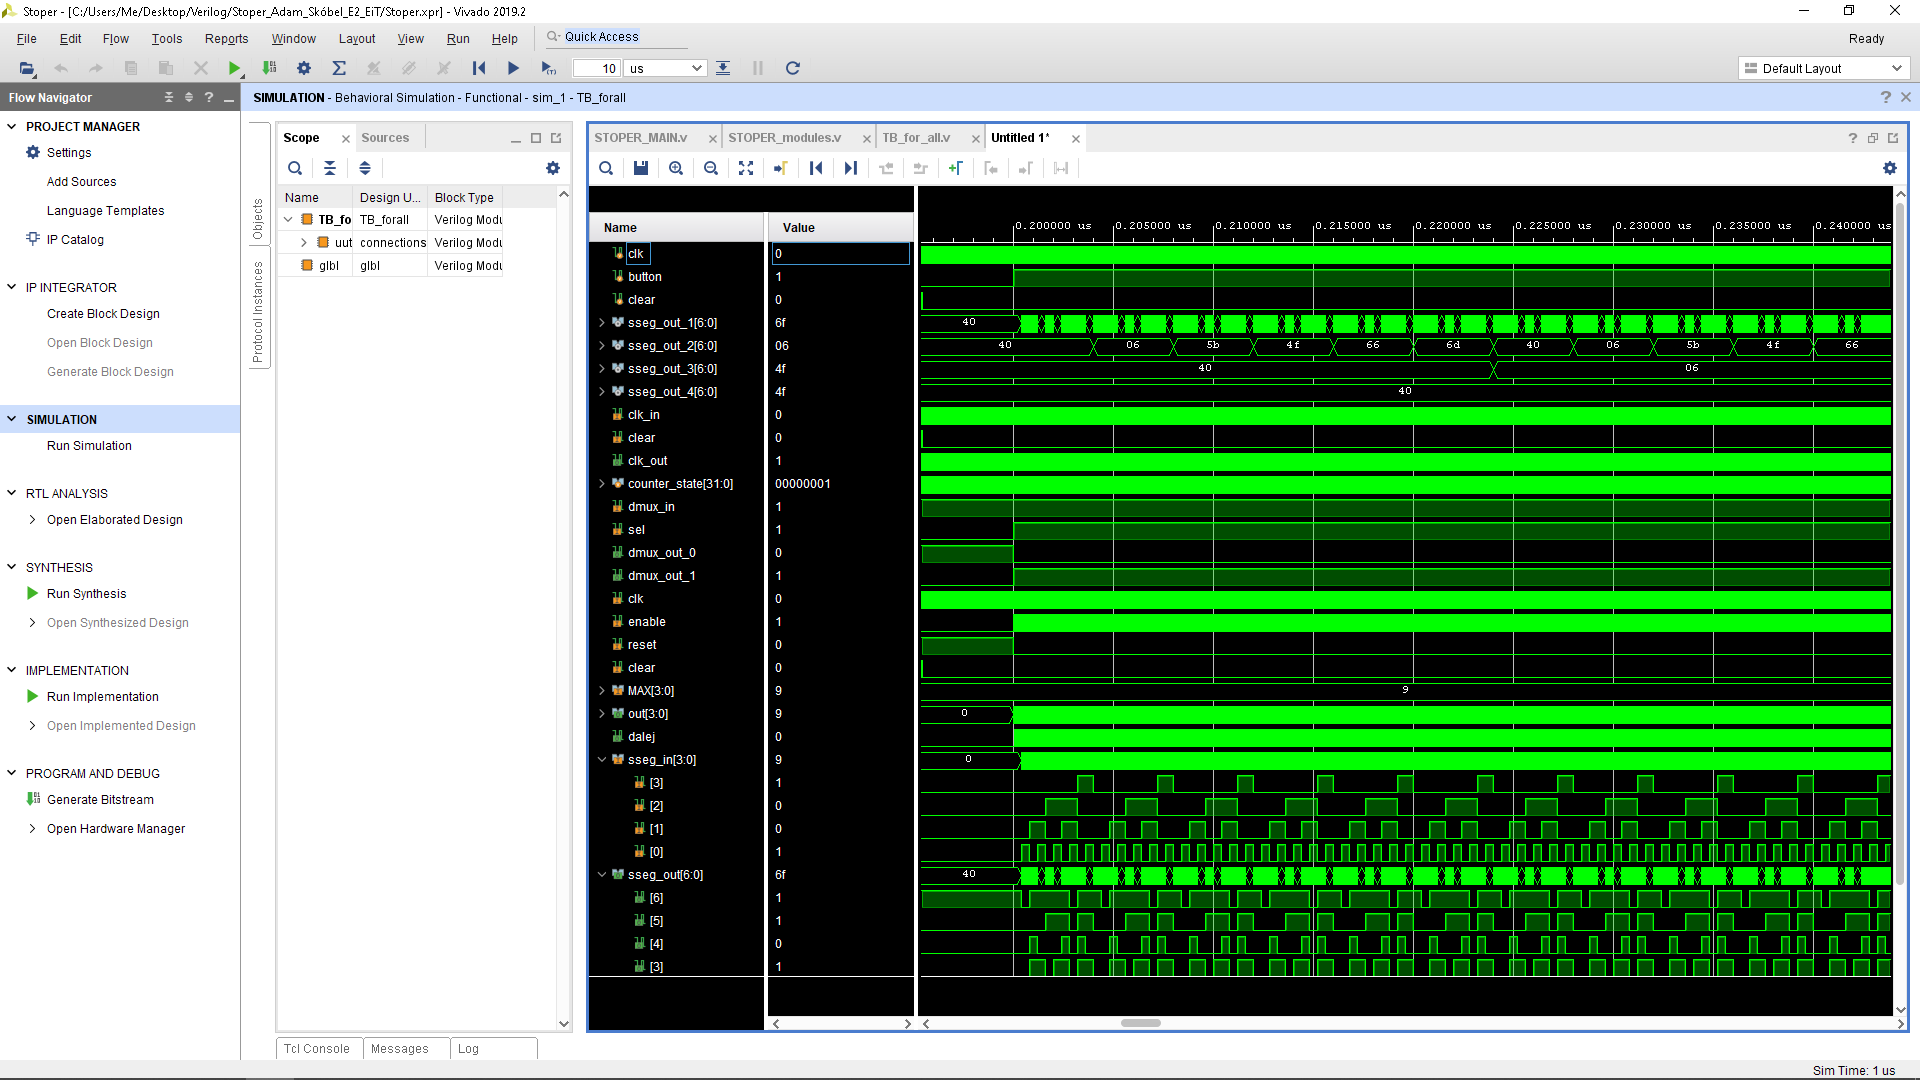 Stoper - [C:/Users/Me/Desktop/Verilog/Stoper_Adam_Skóbel_E2_EiT/Stoper.xpr] - Vivado 2019.2
File Edit Flow Tools Reports Window Layout View Run Help Quick Access Ready
10 us Default Layout
Flow Navigator
SIMULATION - Behavioral Simulation - Functional - sim_1 - TB_forall
PROJECT MANAGER
Settings
Add Sources
Language Templates
IP Catalog
IP INTEGRATOR
Create Block Design
Open Block Design
Generate Block Design
SIMULATION
Run Simulation
RTL ANALYSIS
Open Elaborated Design
SYNTHESIS
Run Synthesis
Open Synthesized Design
IMPLEMENTATION
Run Implementation
Open Implemented Design
PROGRAM AND DEBUG
Generate Bitstream
Open Hardware Manager
Objects
Protocol Instances
Scope Sources
Name Design U... Block Type
TB_fo TB_forall Verilog Modu
uut connections Verilog Modu
glbl glbl Verilog Modu
STOPER_MAIN.v STOPER_modules.v TB_for_all.v Untitled 1*
0.200000 us 0.205000 us 0.210000 us 0.215000 us 0.220000 us 0.225000 us 0.230000 us 0.235000 us 0.240000 us
Name Value
clk 0
button 1
clear 0
sseg_out_1[6:0] 6f 40
sseg_out_2[6:0] 06 40 06 5b 4f 66 6d 40 06 5b 4f 66
sseg_out_3[6:0] 4f 40 06
sseg_out_4[6:0] 4f 40
clk_in 0
clear 0
clk_out 1
counter_state[31:0] 00000001
dmux_in 1
sel 1
dmux_out_0 0
dmux_out_1 1
clk 0
enable 1
reset 0
clear 0
MAX[3:0] 9 9
out[3:0] 9 0
dalej 0
sseg_in[3:0] 9 0
[3] 1
[2] 0
[1] 0
[0] 1
sseg_out[6:0] 6f 40
[6] 1
[5] 1
[4] 0
[3] 1
Tcl Console Messages Log
Sim Time: 1 us